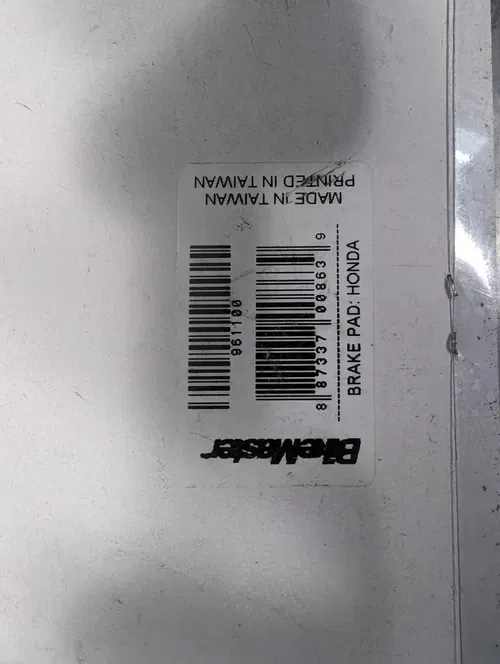 BikeMaster
BRAKE PAD: HONDA
8 87337 00863 9
961100
MADE IN TAIWAN
PRINTED IN TAIWAN